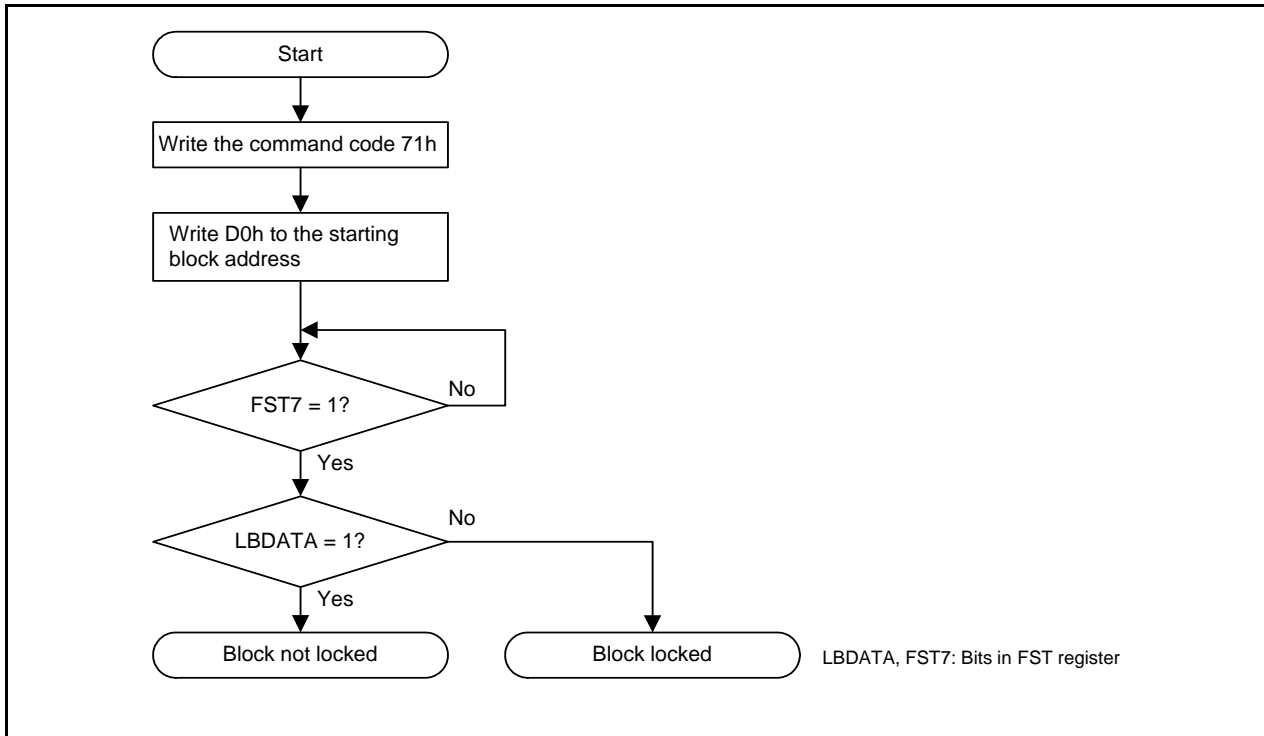 Start
Write the command code 71h
Write D0h to the starting
block address
FST7 = 1?
No
Yes
LBDATA = 1?
No
Yes
Block not locked
Block locked
LBDATA, FST7: Bits in FST register